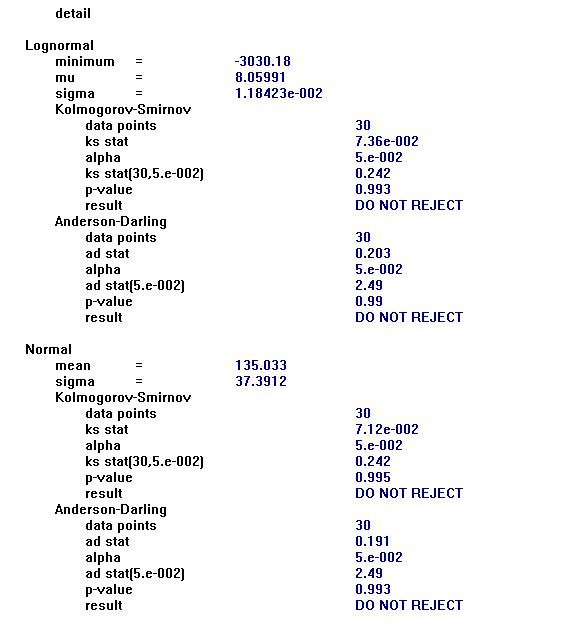 detail
Lognormal
minimum = -3030.18
mu = 8.05991
sigma = 1.18423e-002
Kolmogorov-Smirnov
data points 30
ks stat 7.36e-002
alpha 5.e-002
ks stat(30,5.e-002) 0.242
p-value 0.993
result DO NOT REJECT
Anderson-Darling
data points 30
ad stat 0.203
alpha 5.e-002
ad stat(5.e-002) 2.49
p-value 0.99
result DO NOT REJECT
Normal
mean = 135.033
sigma = 37.3912
Kolmogorov-Smirnov
data points 30
ks stat 7.12e-002
alpha 5.e-002
ks stat(30,5.e-002) 0.242
p-value 0.995
result DO NOT REJECT
Anderson-Darling
data points 30
ad stat 0.191
alpha 5.e-002
ad stat(5.e-002) 2.49
p-value 0.993
result DO NOT REJECT